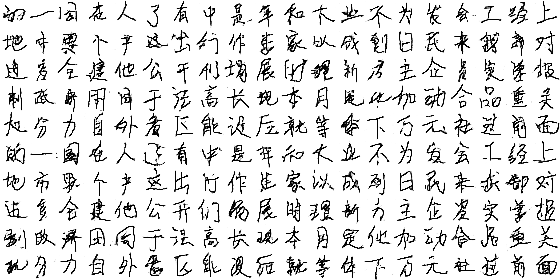 的一国在人了有中是年和大业不为发会工经上
地市要个产这出行作生家以成到日民来我部对
进多全建他公开们场展时理新方主企资实学报
制政济用同于法高长现本月定化加动合品重关
机分力自外者区能设后就等体下万元社过前面
的一国在人了有中是年和大业不为发会工经上
地市要个产这出行作生家以成到日民来我部对
进多全建他公开们场展时理新方主企资实学报
制政济用同于法高长现本月定化加动合品重关
机分力自外者区能设后就等体下万元社过前面